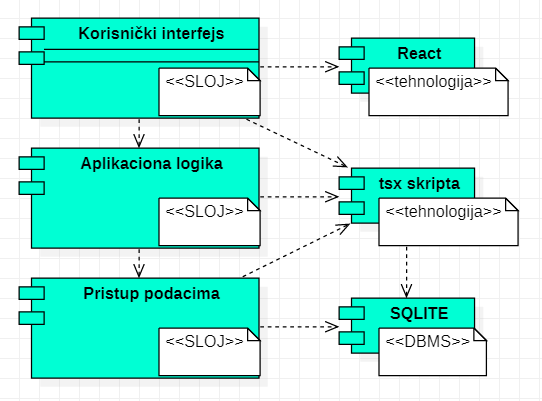 Korisnički interfejs
<<SLOJ>>
React
<<tehnologija>>
Aplikaciona logika
<<SLOJ>>
tsx skripta
<<tehnologija>>
Pristup podacima
<<SLOJ>>
SQLITE
<<DBMS>>